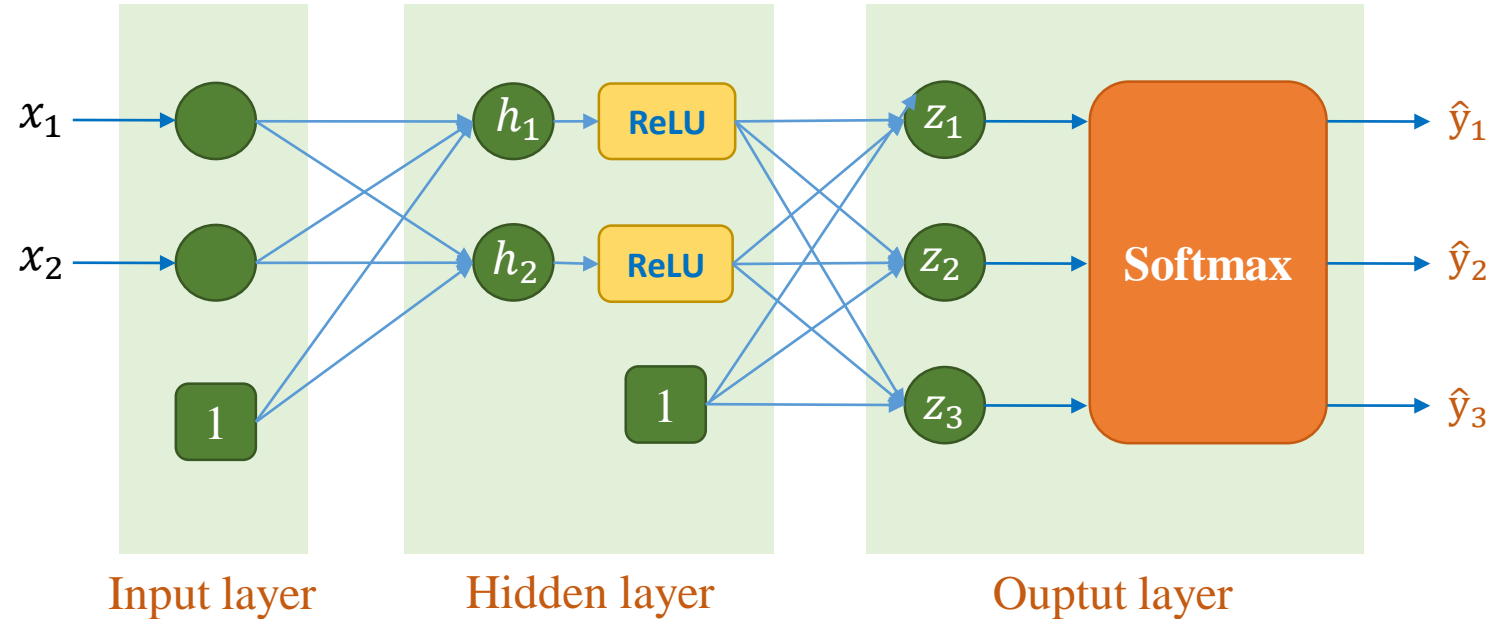 x₁ h₁ ReLU z₁ ŷ₁
x₂ h₂ ReLU z₂ Softmax ŷ₂
1 1 z₃ ŷ₃
Input layer Hidden layer Ouptut layer